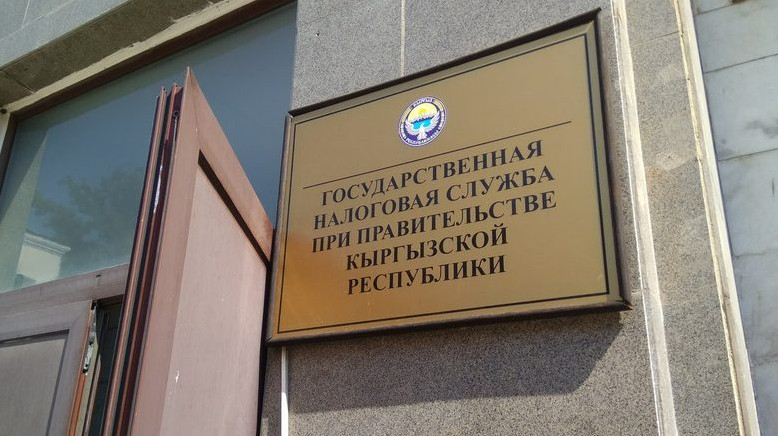 ГОСУДАРСТВЕННАЯ
НАЛОГОВАЯ СЛУЖБА
ПРИ ПРАВИТЕЛЬСТВЕ
КЫРГЫЗСКОЙ
РЕСПУБЛИКИ